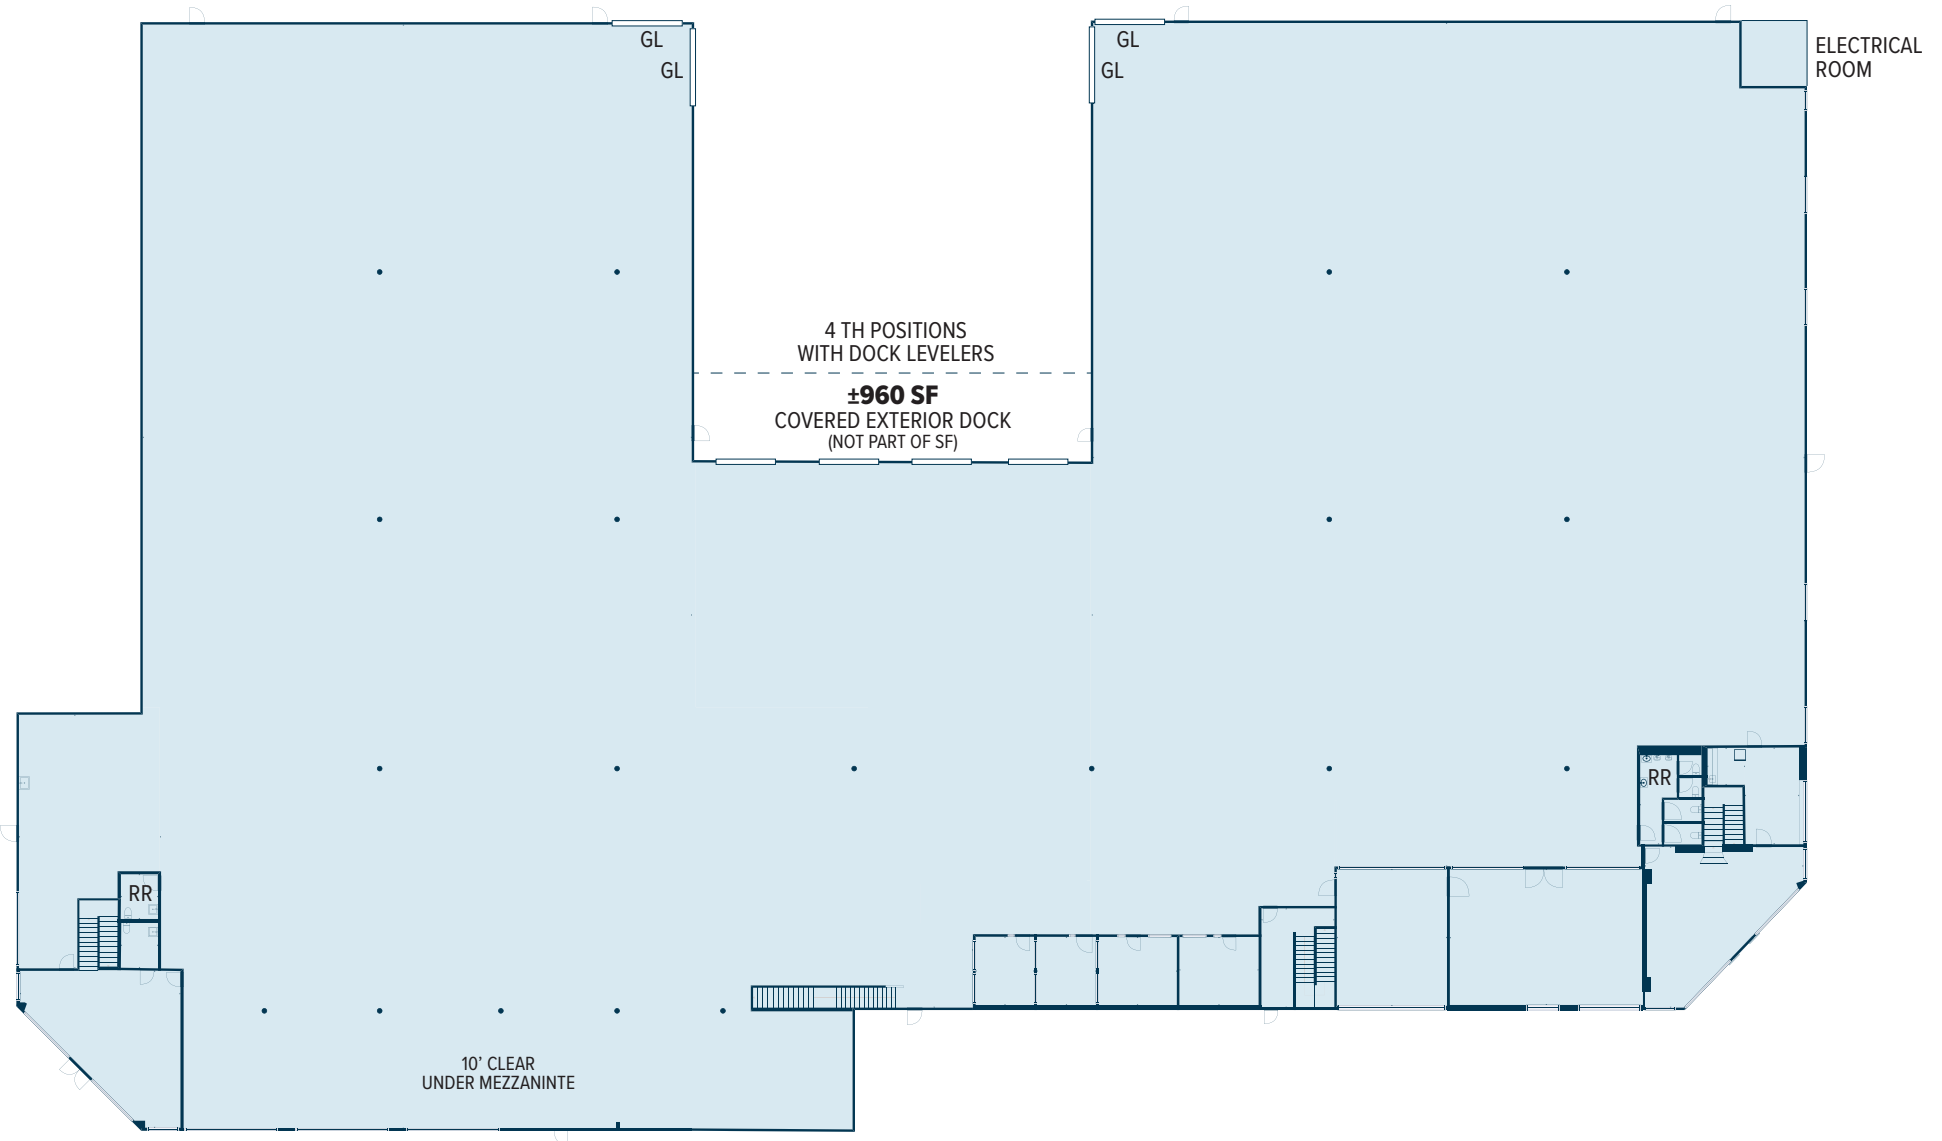 GL
GL
GL
GL
ELECTRICAL
ROOM
4 TH POSITIONS
WITH DOCK LEVELERS
±960 SF
COVERED EXTERIOR DOCK
(NOT PART OF SF)
RR
RR
10’ CLEAR
UNDER MEZZANINTE